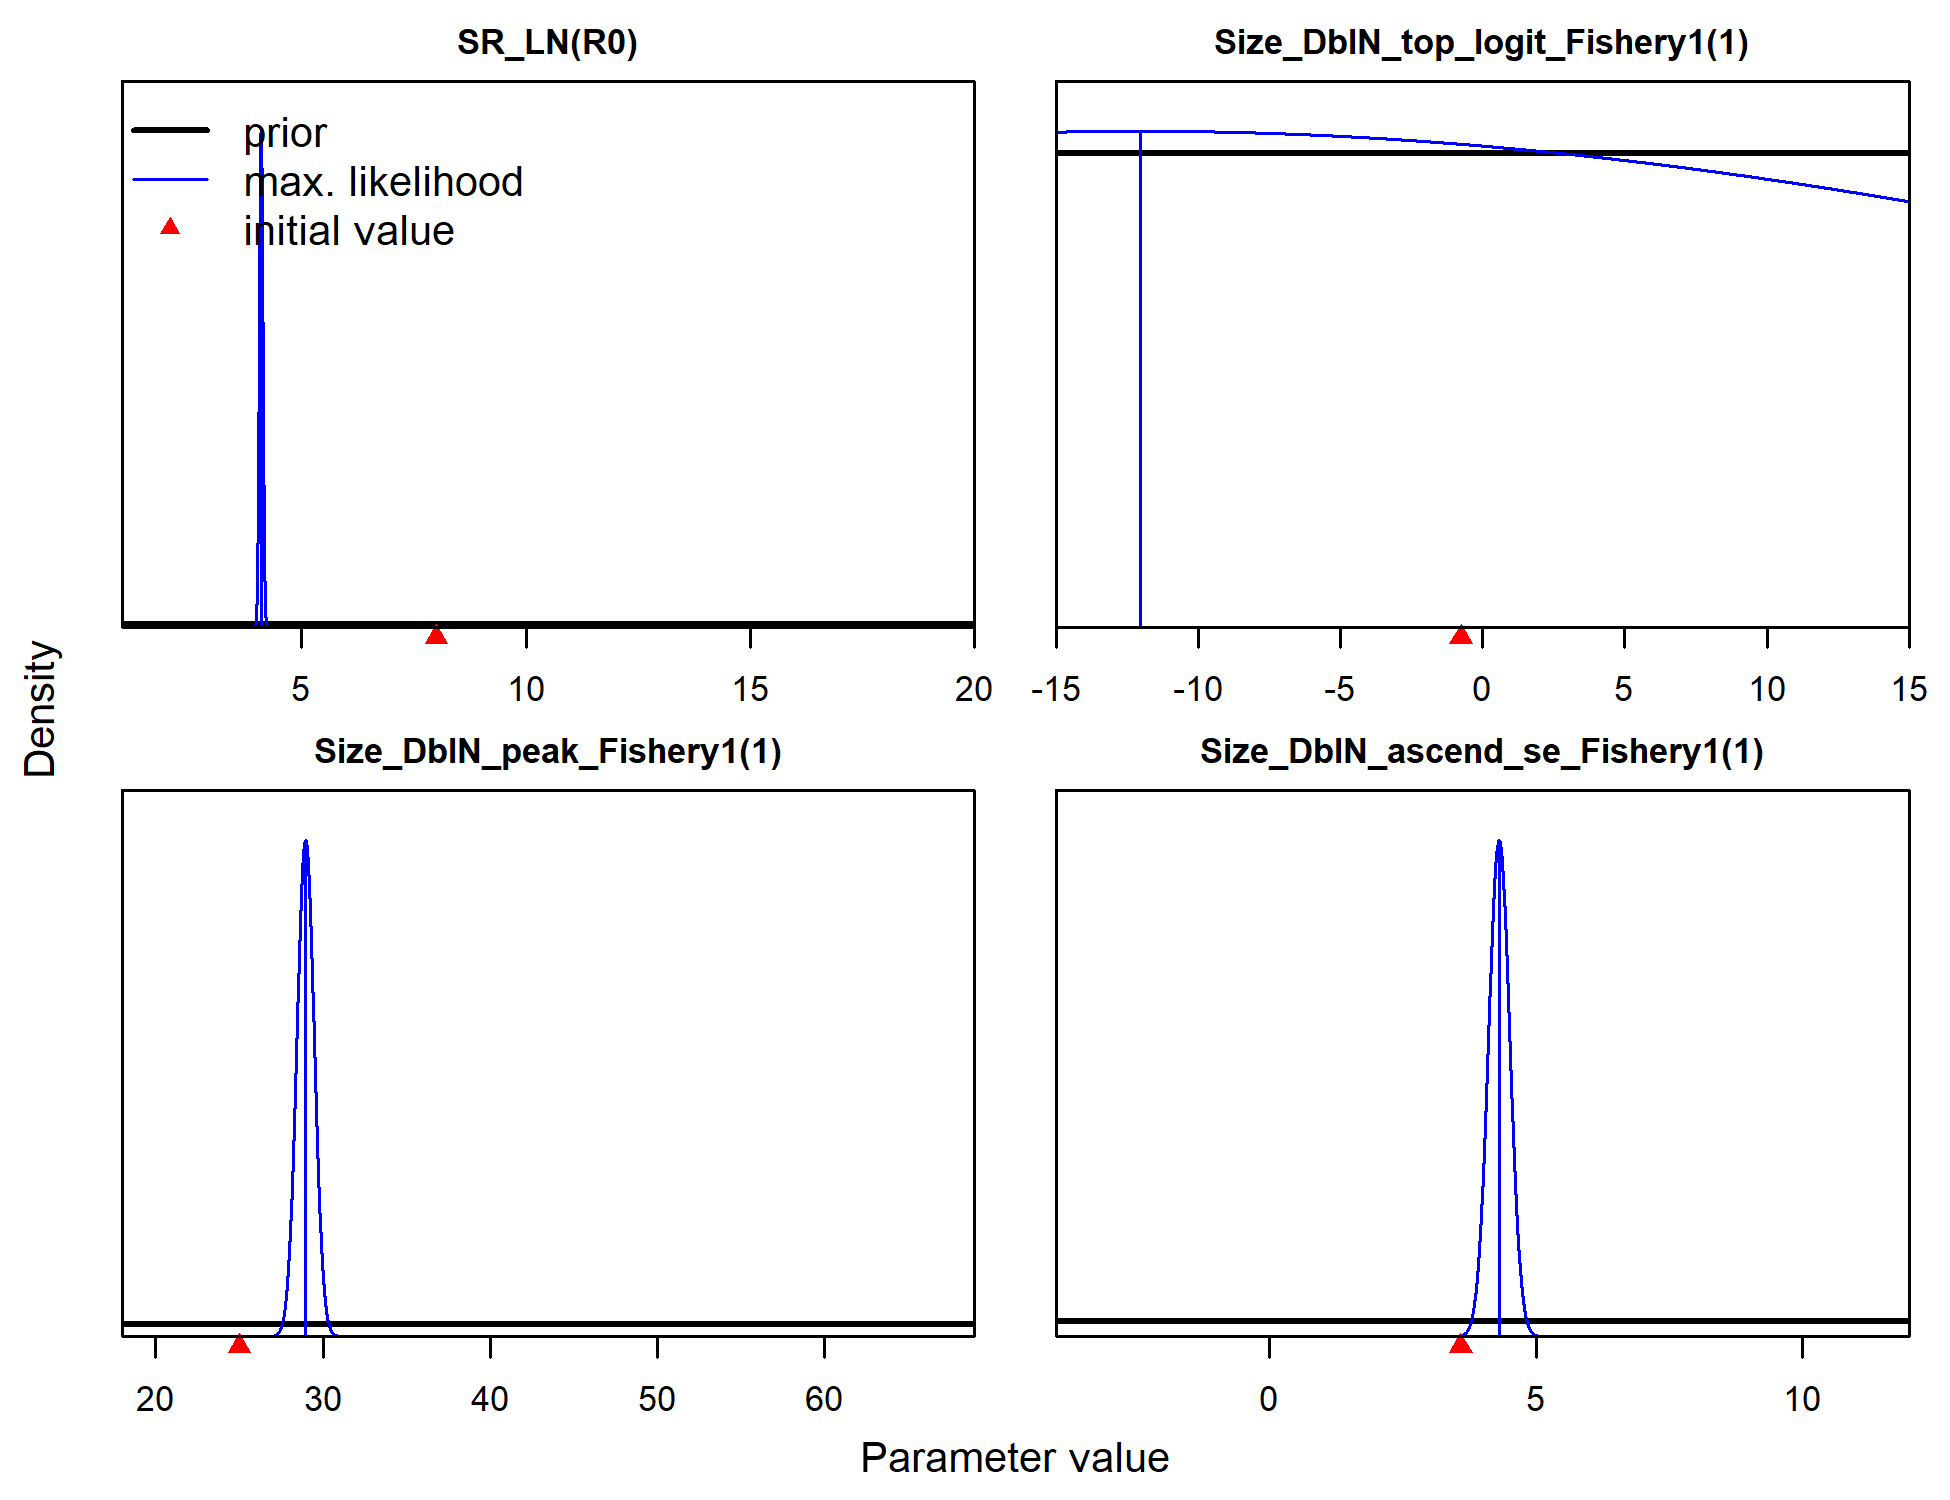 SR_LN(R0)
prior
max. likelihood
initial value
5 10 15 20
Size_DblN_top_logit_Fishery1(1)
-15 -10 -5 0 5 10 15
Density
Size_DblN_peak_Fishery1(1)
20 30 40 50 60
Size_DblN_ascend_se_Fishery1(1)
0 5 10
Parameter value